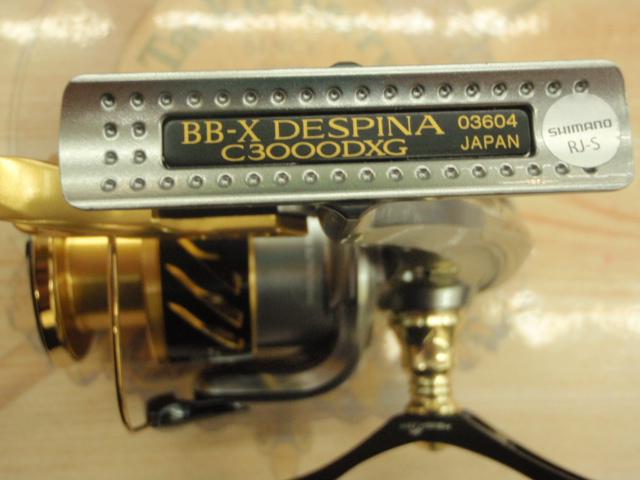 BB-X DESPINA 03604
C3000DXG JAPAN
SHIMANO
RJ-S